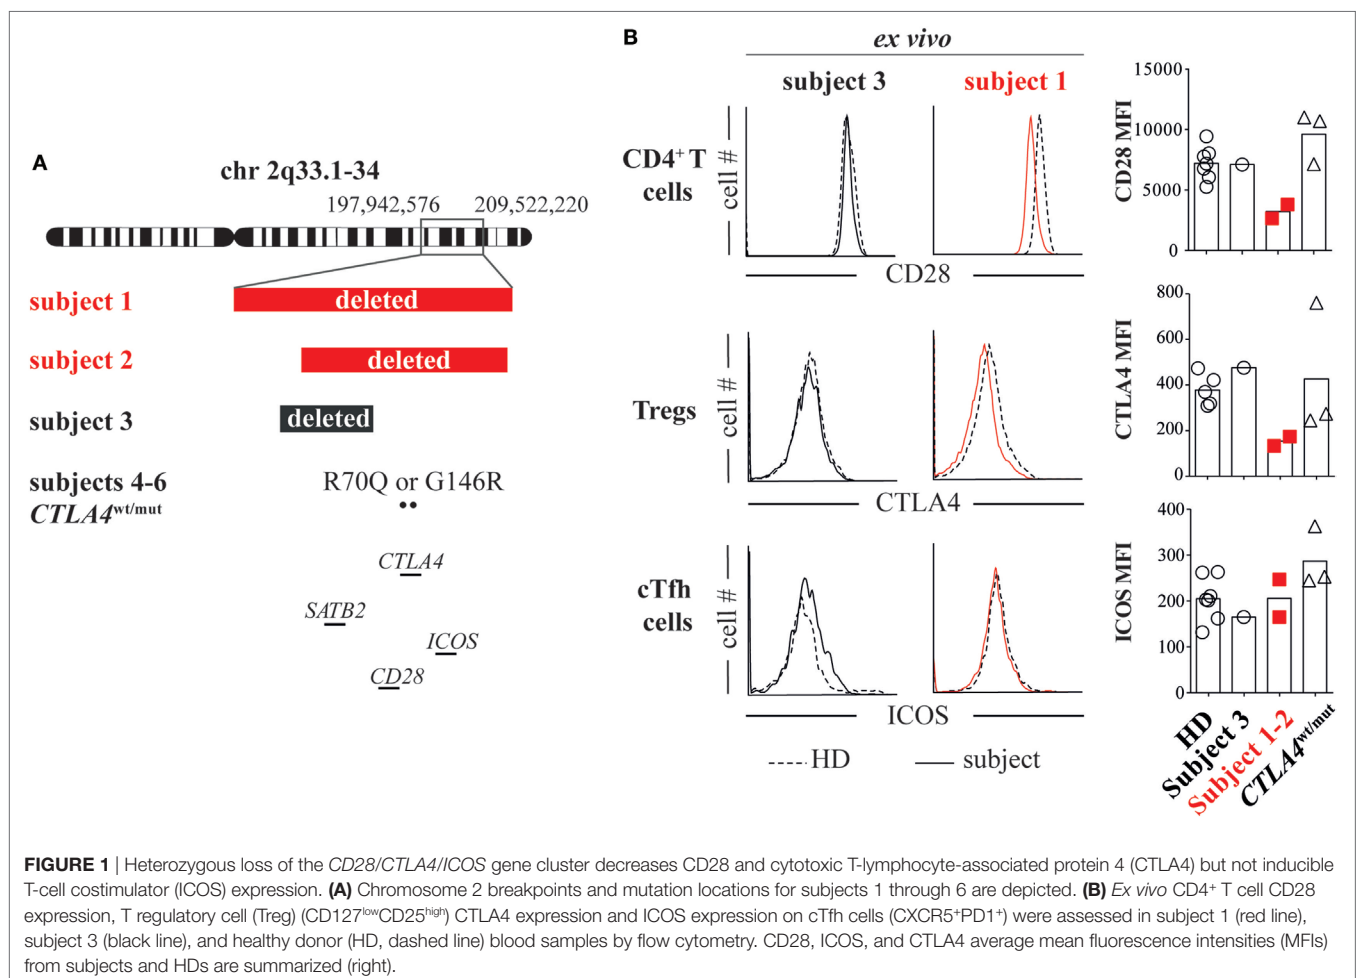 A
chr 2q33.1-34
197,942,576 209,522,220
subject 1 deleted
subject 2 deleted
subject 3 deleted
subjects 4-6 R70Q or G146R
CTLA4wt/mut
CTLA4
SATB2
ICOS
CD28
B
ex vivo
subject 3 subject 1
CD4+ T
cells
cell #
CD28
Tregs
cell #
CTLA4
cTfh
cells
cell #
ICOS
HD subject
CD28 MFI
15000
10000
5000
0
CTLA4 MFI
800
600
400
200
0
ICOS MFI
400
300
200
100
0
HD
Subject 3
Subject 1-2
CTLA4wt/mut
FIGURE 1 | Heterozygous loss of the CD28/CTLA4/ICOS gene cluster decreases CD28 and cytotoxic T-lymphocyte-associated protein 4 (CTLA4) but not inducible
T-cell costimulator (ICOS) expression. (A) Chromosome 2 breakpoints and mutation locations for subjects 1 through 6 are depicted. (B) Ex vivo CD4+ T cell CD28
expression, T regulatory cell (Treg) (CD127lowCD25high) CTLA4 expression and ICOS expression on cTfh cells (CXCR5+PD1+) were assessed in subject 1 (red line),
subject 3 (black line), and healthy donor (HD, dashed line) blood samples by flow cytometry. CD28, ICOS, and CTLA4 average mean fluorescence intensities (MFIs)
from subjects and HDs are summarized (right).